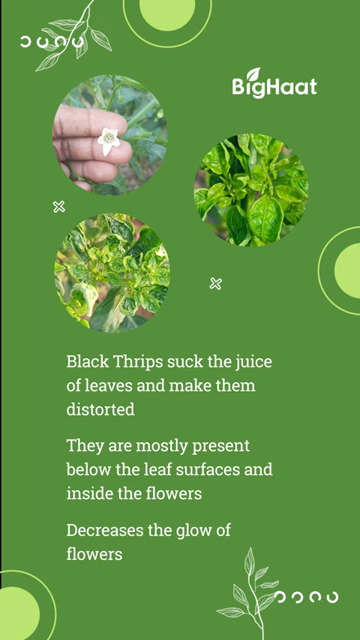 BigHaat
Black Thrips suck the juice
of leaves and make them
distorted
They are mostly present
below the leaf surfaces and
inside the flowers
Decreases the glow of
flowers